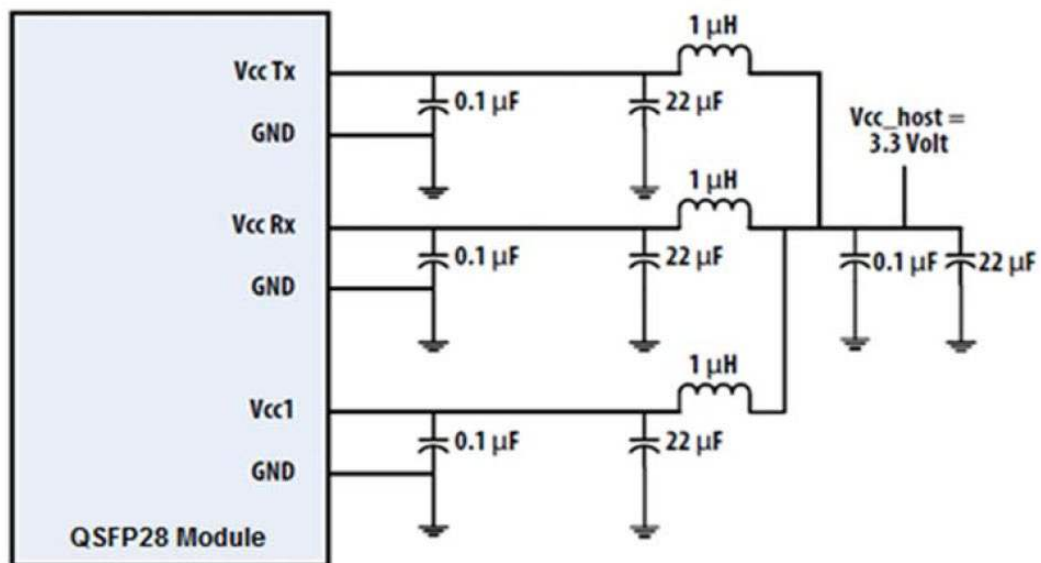 1 µH
Vcc Tx
0.1 µF
22 µF
GND
Vcc_host =
3.3 Volt
1 µH
Vcc Rx
0.1 µF
22 µF
0.1 µF
22 µF
GND
1 µH
Vcc1
0.1 µF
22 µF
GND
QSFP28 Module